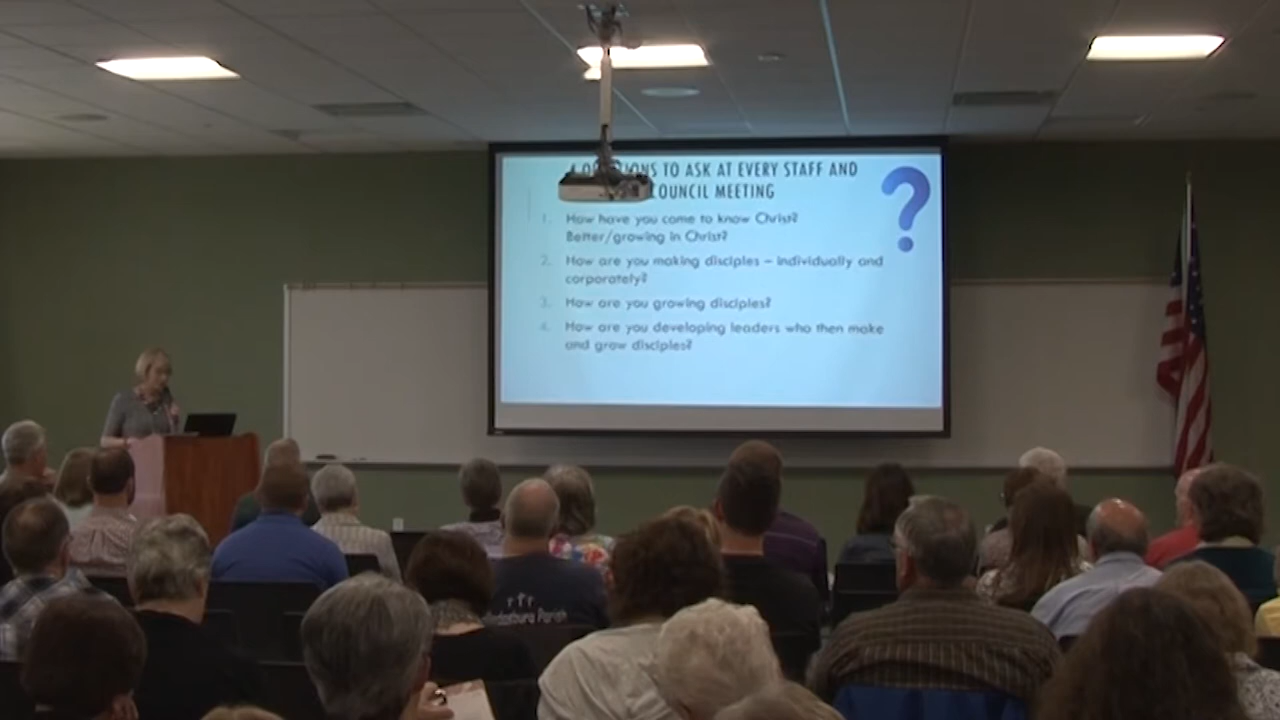 TO ASK AT EVERY STAFF AND
COUNCIL MEETING
?
1. How have you come to know Christ?
Better/growing in Christ?
2. How are you making disciples – individually and
corporately?
3. How are you growing disciples?
4. How are you developing leaders who then make
and grow disciples?
Parish